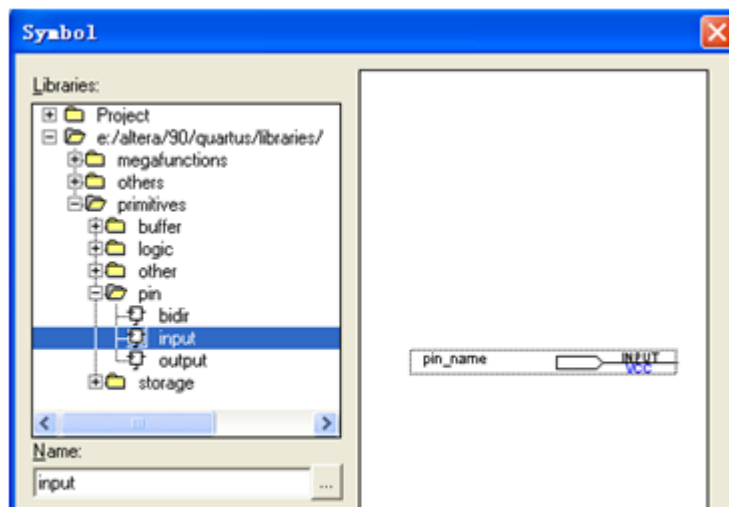 Symbol
Libraries:
Project
e:/altera/90/quartus/libraries/
megafunctions
others
primitives
buffer
logic
other
pin
bidir
input
output
storage
Name:
input
...
pin_name
INPUT
VCC